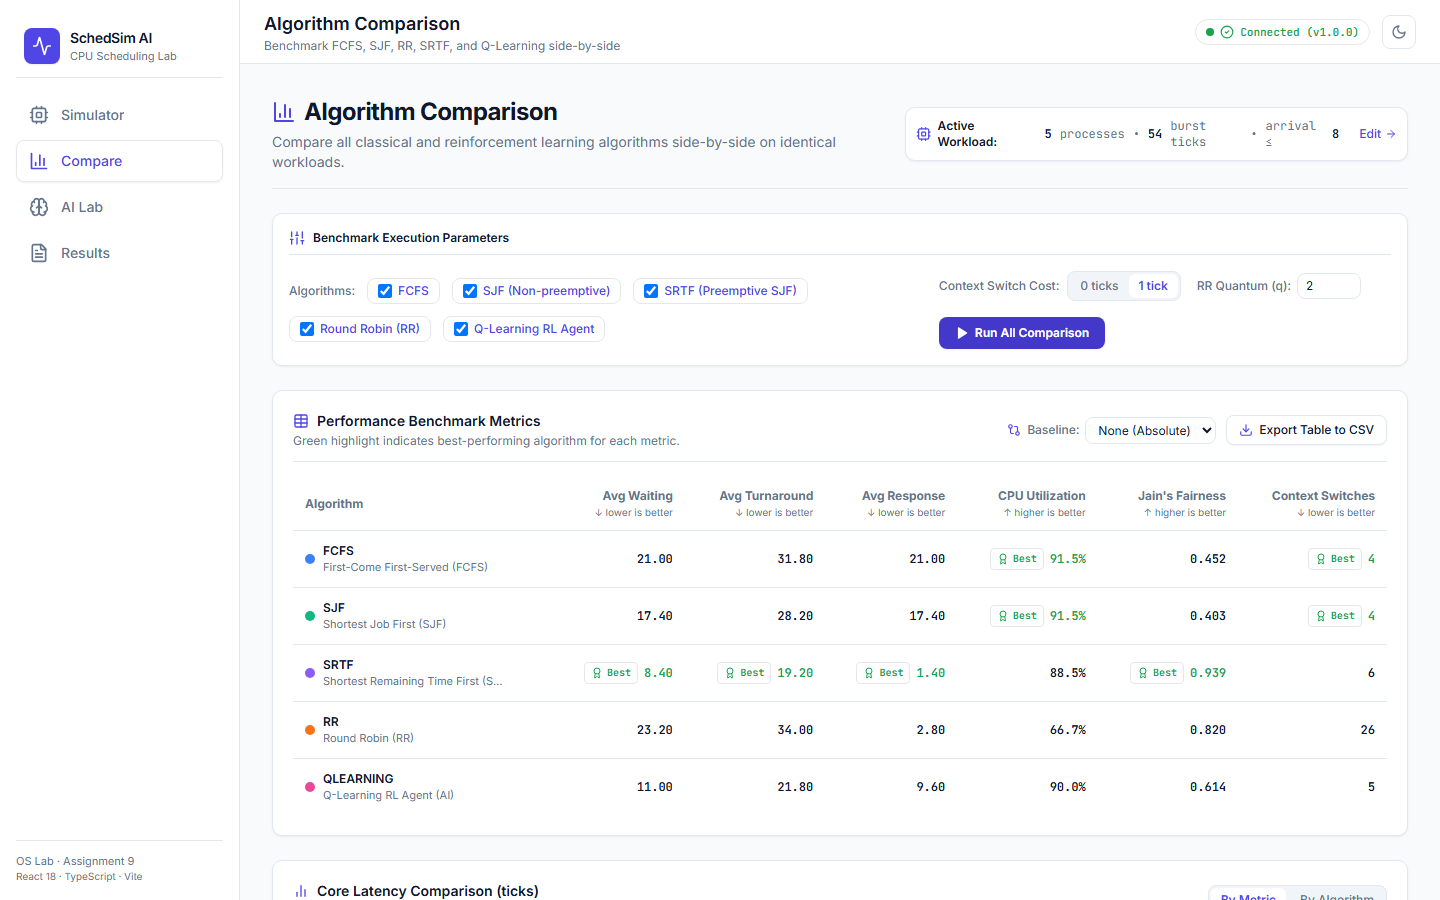 SchedSim AI
CPU Scheduling Lab
Simulator
Compare
AI Lab
Results
OS Lab · Assignment 9
React 18 · TypeScript · Vite
Algorithm Comparison
Benchmark FCFS, SJF, RR, SRTF, and Q-Learning side-by-side
Connected (v1.0.0)
Algorithm Comparison
Compare all classical and reinforcement learning algorithms side-by-side on identical
workloads.
Active Workload: 5 processes • 54 burst ticks • arrival ≤ 8 Edit →
Benchmark Execution Parameters
Algorithms: FCFS SJF (Non-preemptive) SRTF (Preemptive SJF)
Round Robin (RR) Q-Learning RL Agent
Context Switch Cost: 0 ticks 1 tick RR Quantum (q): 2
Run All Comparison
Performance Benchmark Metrics
Green highlight indicates best-performing algorithm for each metric.
Baseline: None (Absolute) Export Table to CSV
Algorithm Avg Waiting Avg Turnaround Avg Response CPU Utilization Jain's Fairness Context Switches
↓ lower is better ↓ lower is better ↓ lower is better ↑ higher is better ↑ higher is better ↓ lower is better
FCFS
First-Come First-Served (FCFS)
21.00 31.80 21.00 Best 91.5% 0.452 Best 4
SJF
Shortest Job First (SJF)
17.40 28.20 17.40 Best 91.5% 0.403 Best 4
SRTF
Shortest Remaining Time First (S...
Best 8.40 Best 19.20 Best 1.40 88.5% Best 0.939 6
RR
Round Robin (RR)
23.20 34.00 2.80 66.7% 0.820 26
QLEARNING
Q-Learning RL Agent (AI)
11.00 21.80 9.60 90.0% 0.614 5
Core Latency Comparison (ticks)
By Metric By Algorithm